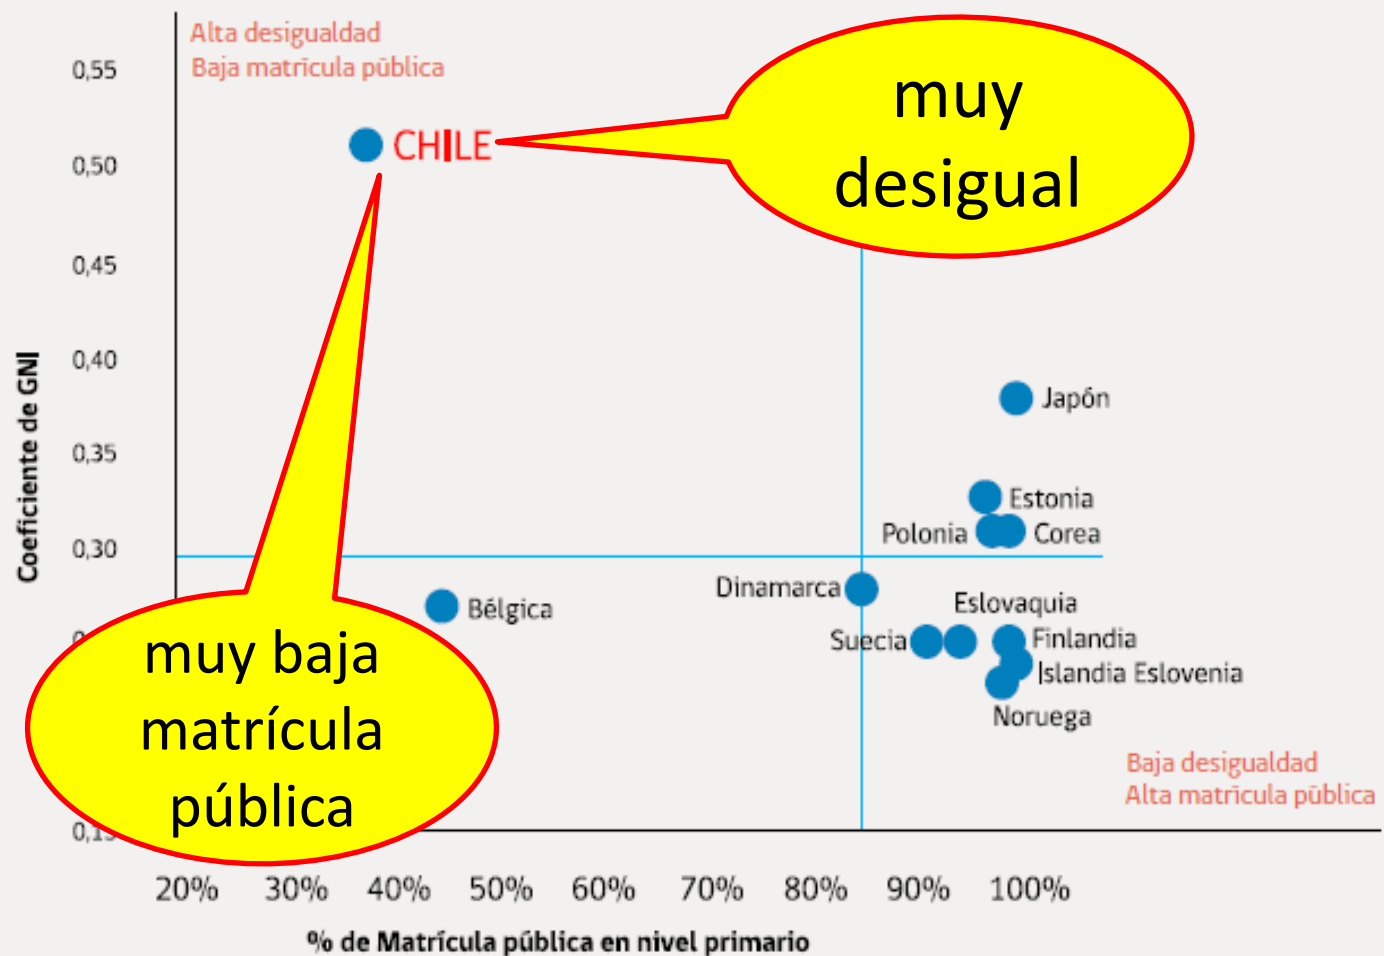 Alta desigualdad
Baja matrícula pública
muy
desigual
CHILE
0,55
0,50
0,45
0,40
0,35
0,30
Coeficiente de GNI
Japón
Estonia
Polonia
Corea
Dinamarca
Eslovaquia
Bélgica
Suecia
Finlandia
Islandia Eslovenia
Noruega
muy baja
matrícula
pública
Baja desigualdad
Alta matrícula pública
20% 30% 40% 50% 60% 70% 80% 90% 100%
% de Matrícula pública en nivel primario